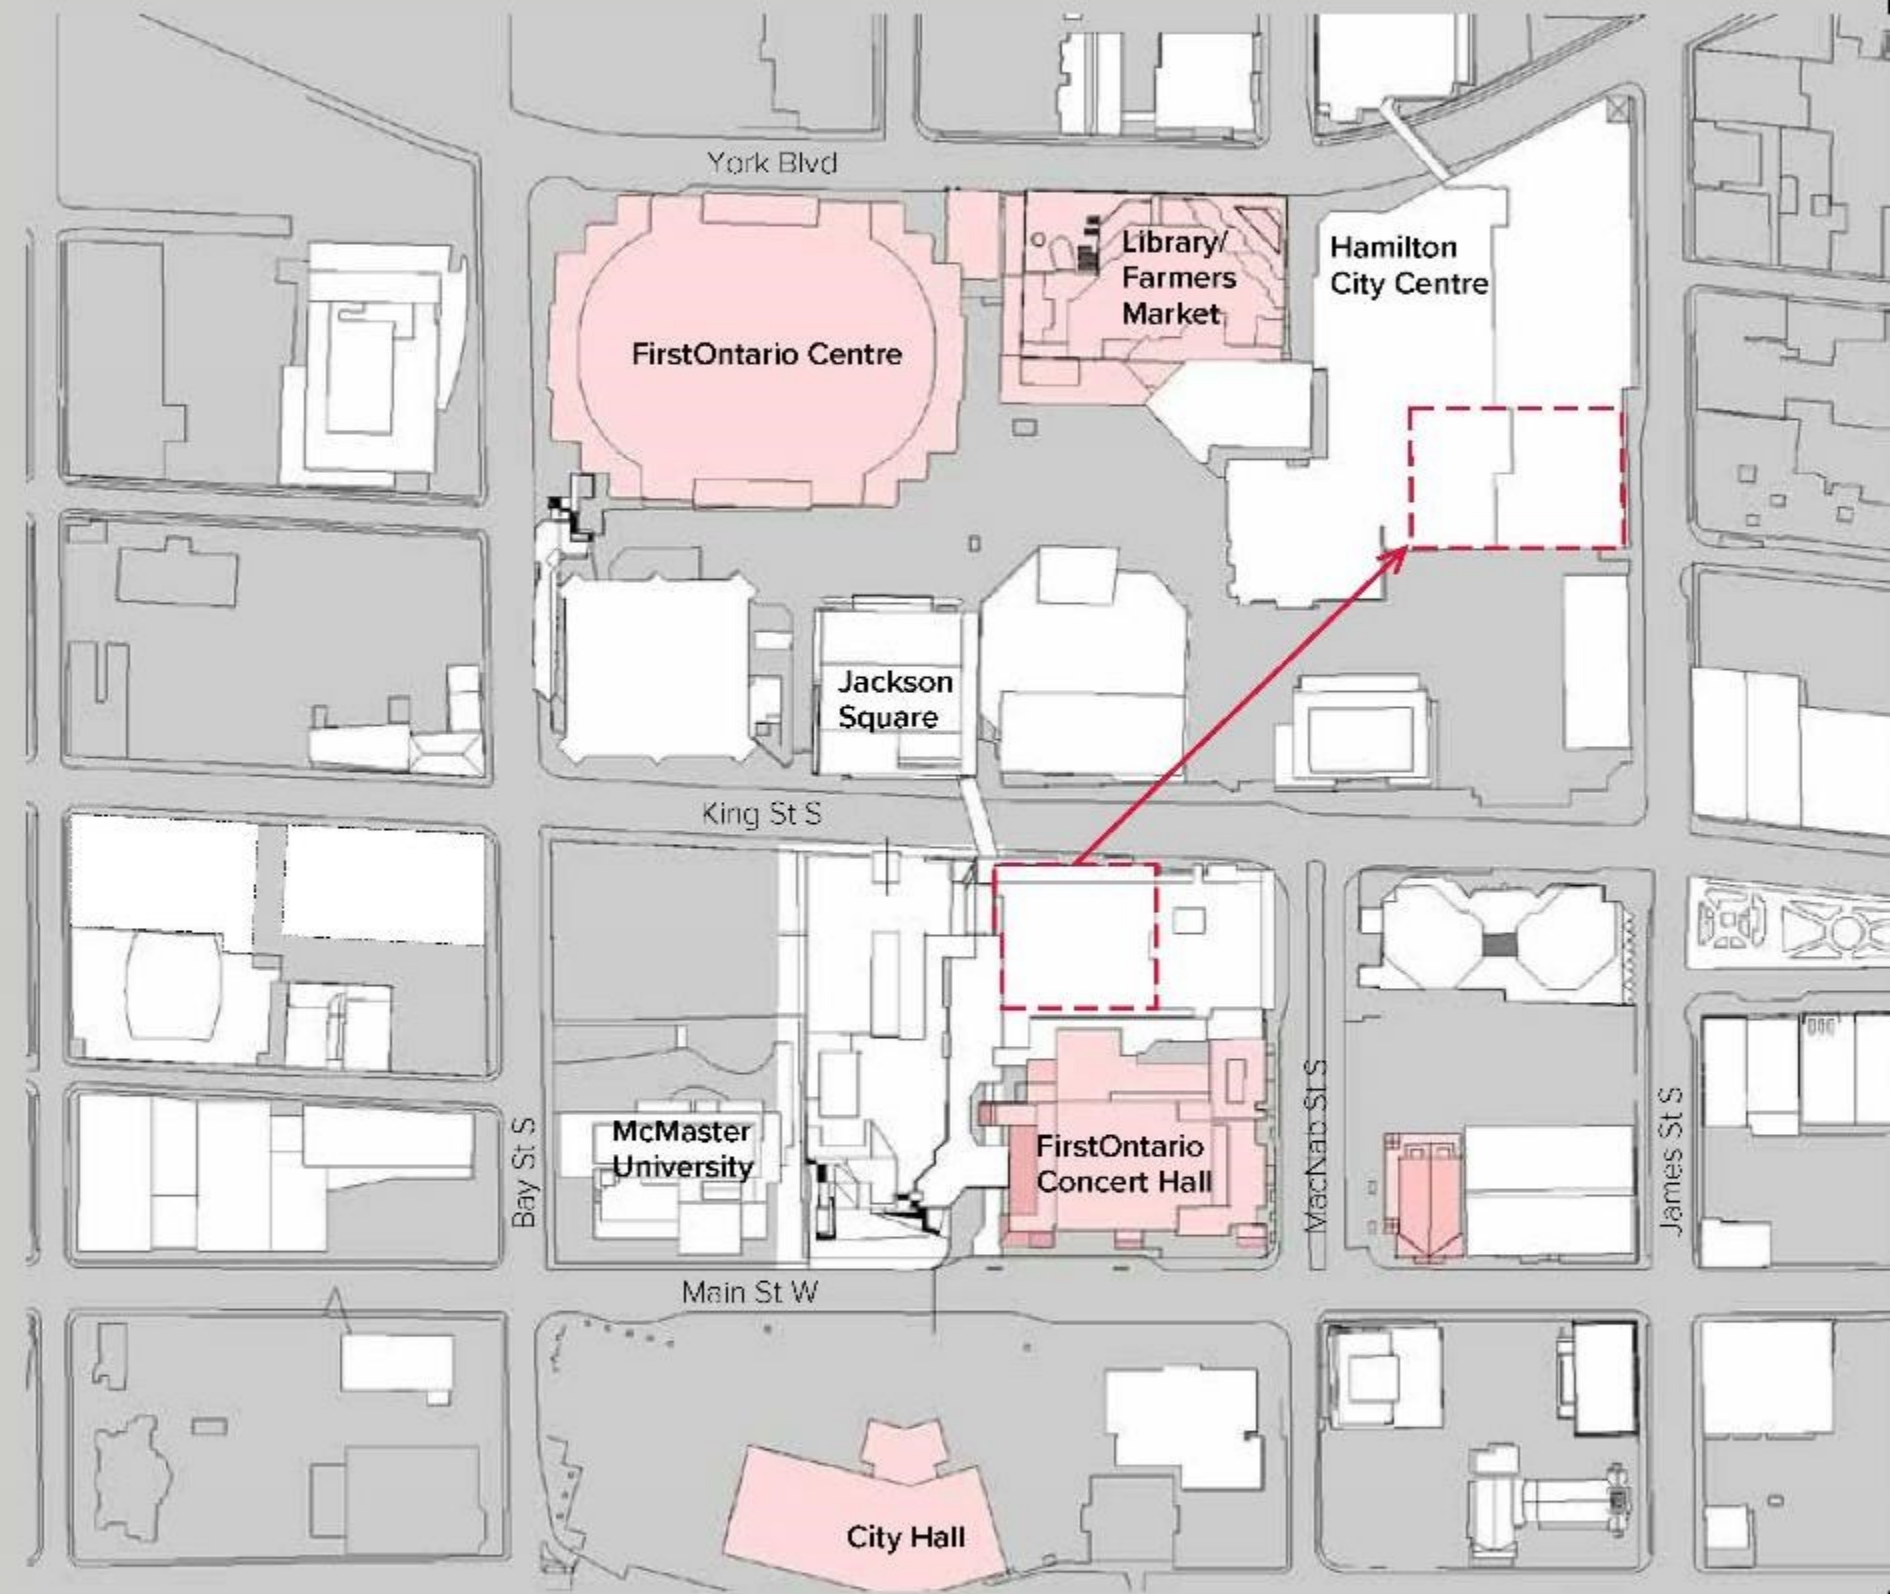 York Blvd
Library/
Farmers
Market
Hamilton
City Centre
FirstOntario Centre
Jackson
Square
King St S
McMaster
University
FirstOntario
Concert Hall
Bay St S
MacNab St S
James St S
Main St W
City Hall